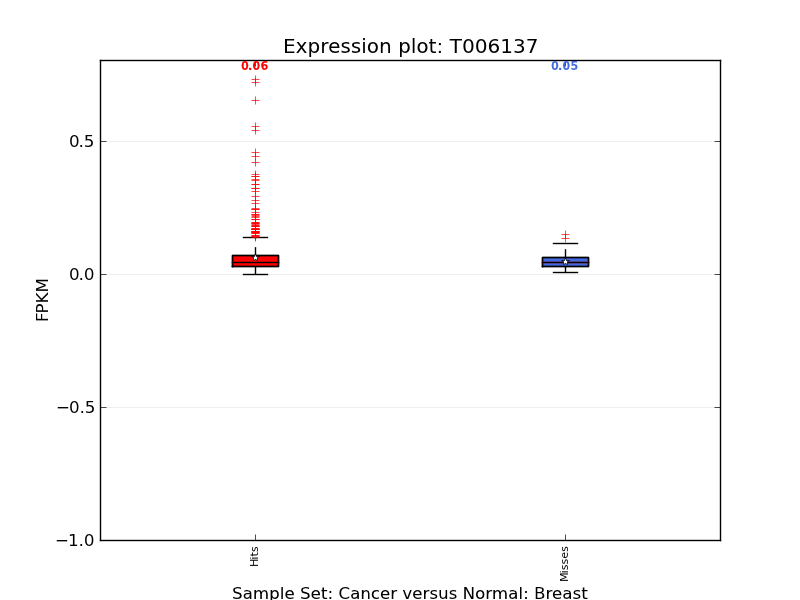 Expression plot: T006137
0.06
0.05
0.5
0.0
−0.5
−1.0
FPKM
Hits
Misses
Sample Set: Cancer versus Normal: Breast